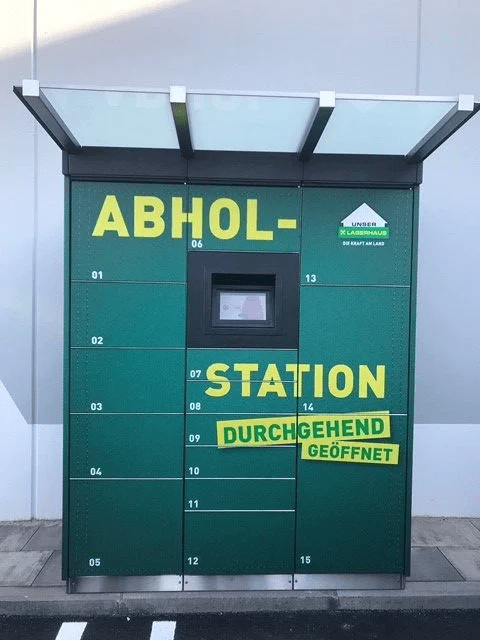 ABHOL-
UNSER
LAGERHAUS
DIE KRAFT AM LAND
06
01
13
02
07
STATION
03
08
14
DURCHGEHEND
09
GEÖFFNET
04
10
11
05
12
15